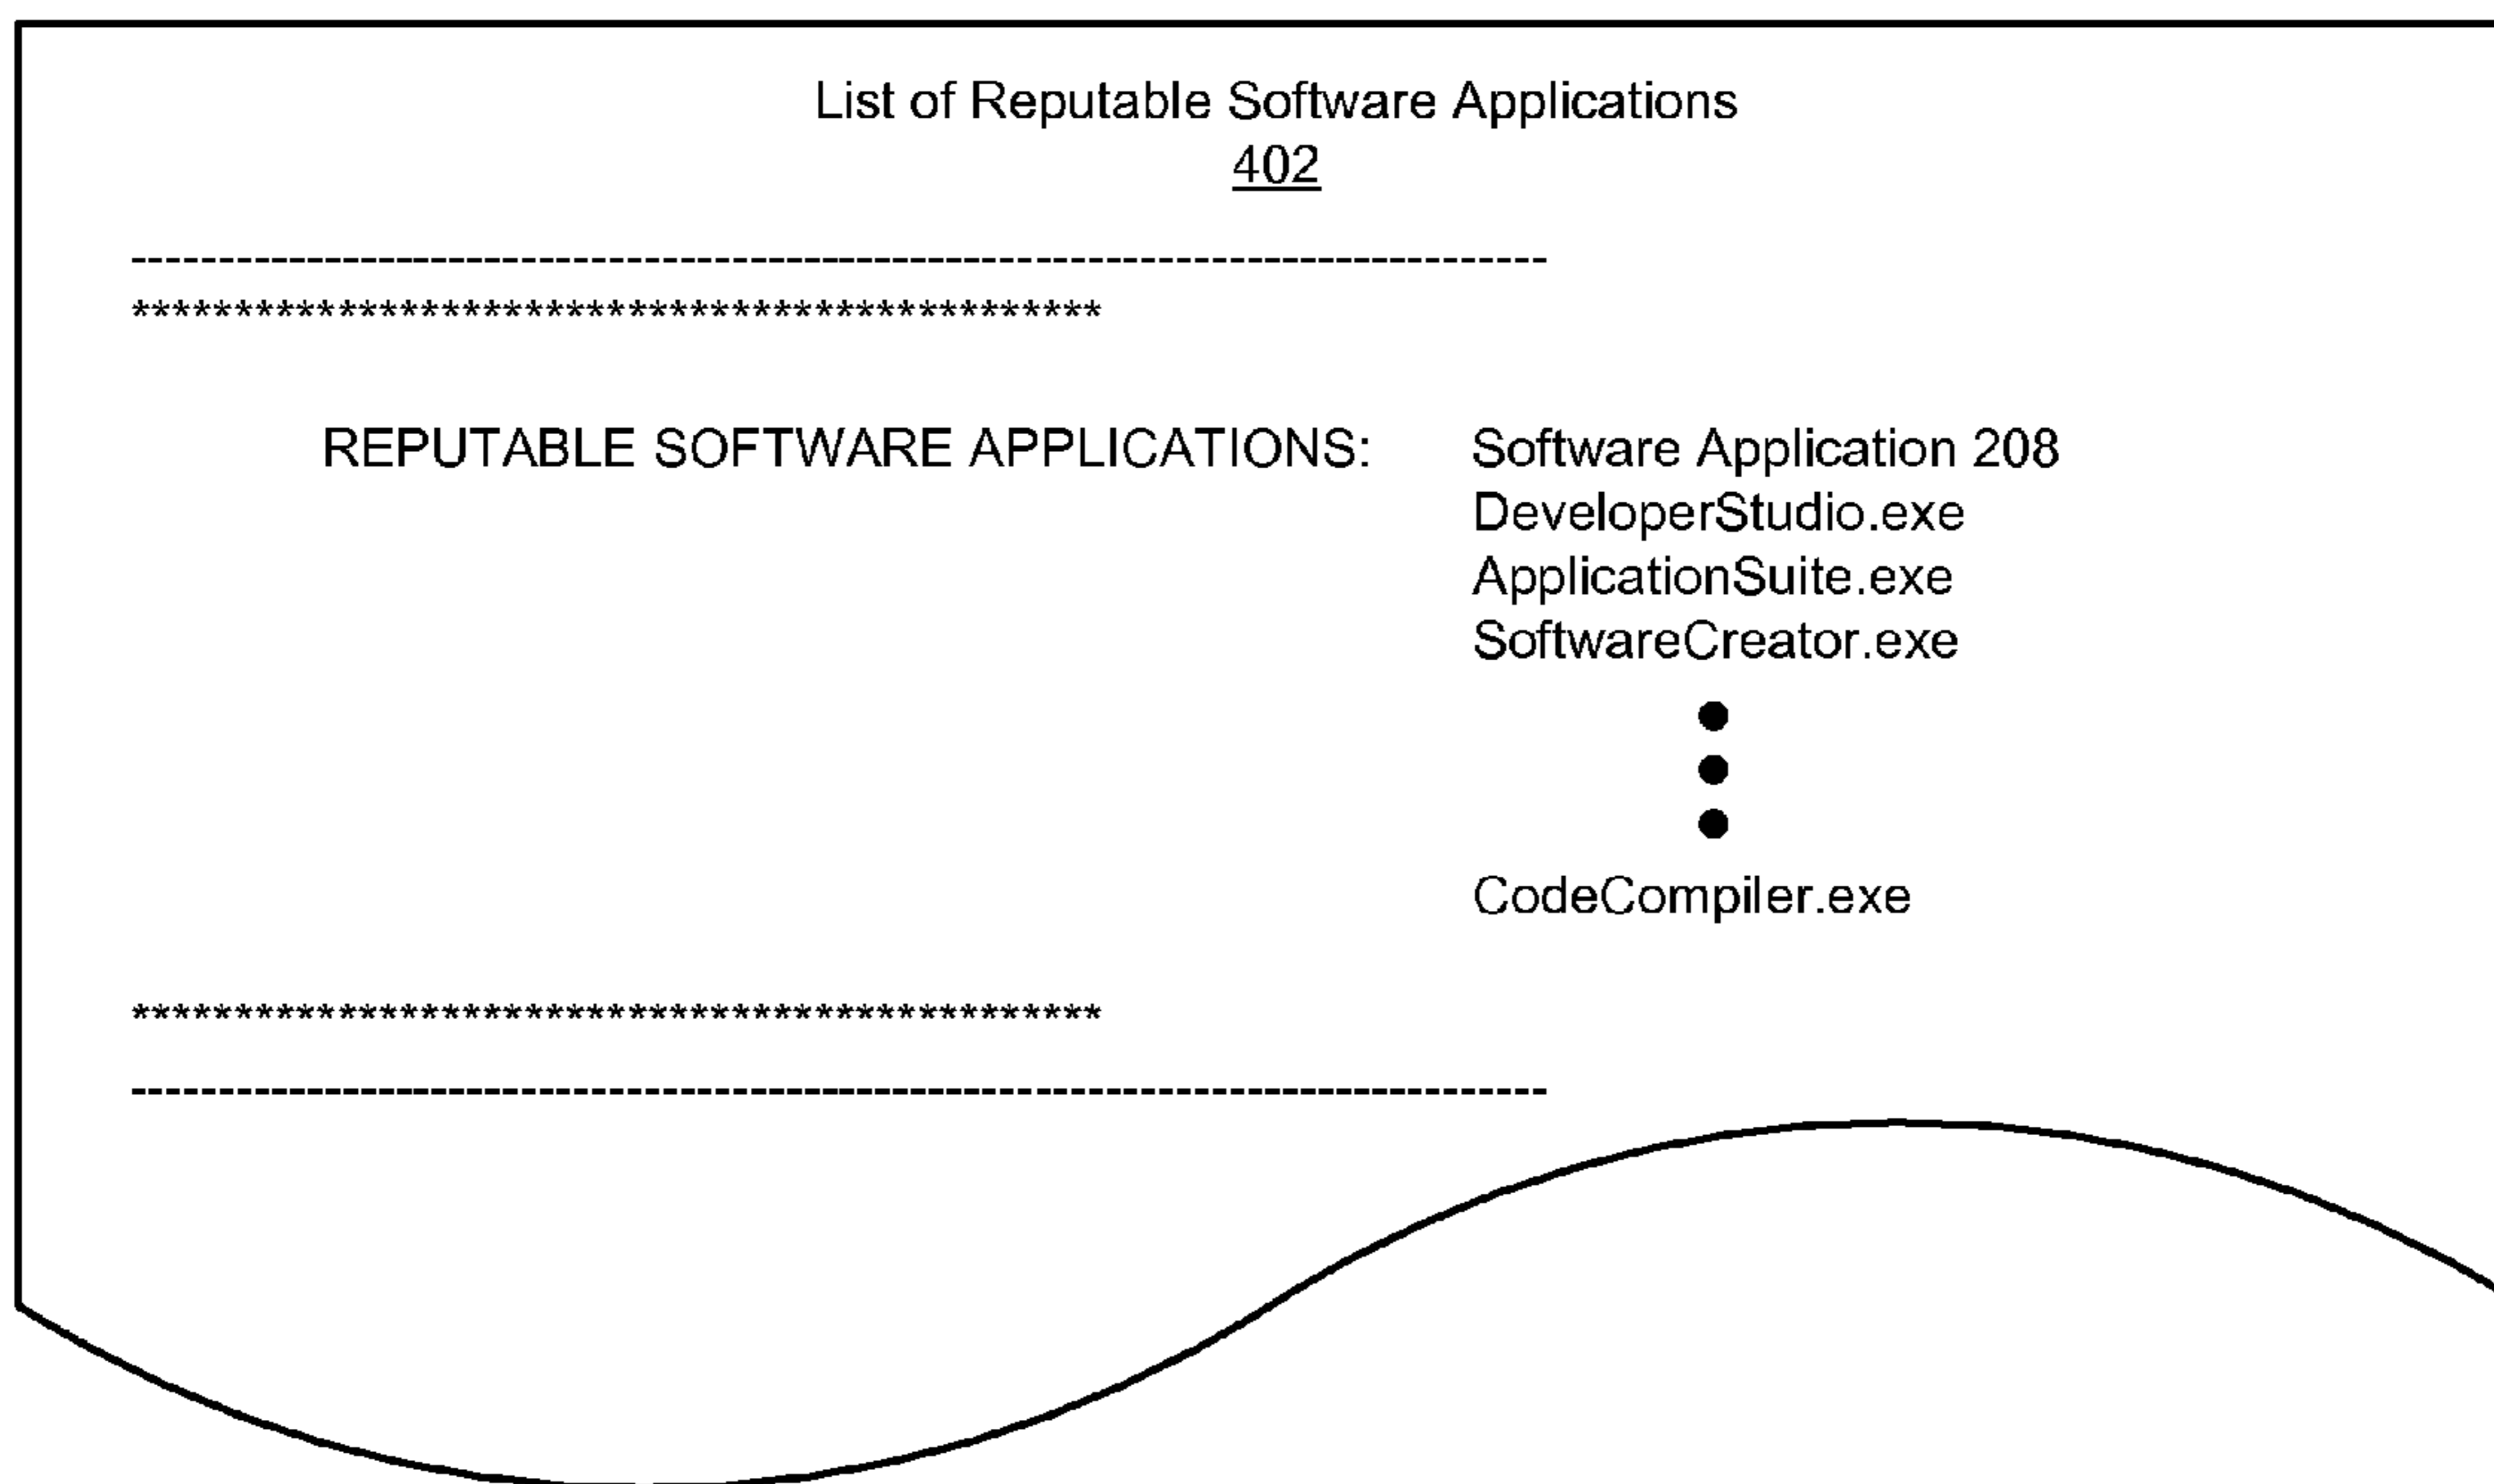 List of Reputable Software Applications
402
--------------------------------------------------------------------------------
***********************************************
REPUTABLE SOFTWARE APPLICATIONS: Software Application 208
DeveloperStudio.exe
ApplicationSuite.exe
SoftwareCreator.exe
CodeCompiler.exe
***********************************************
--------------------------------------------------------------------------------